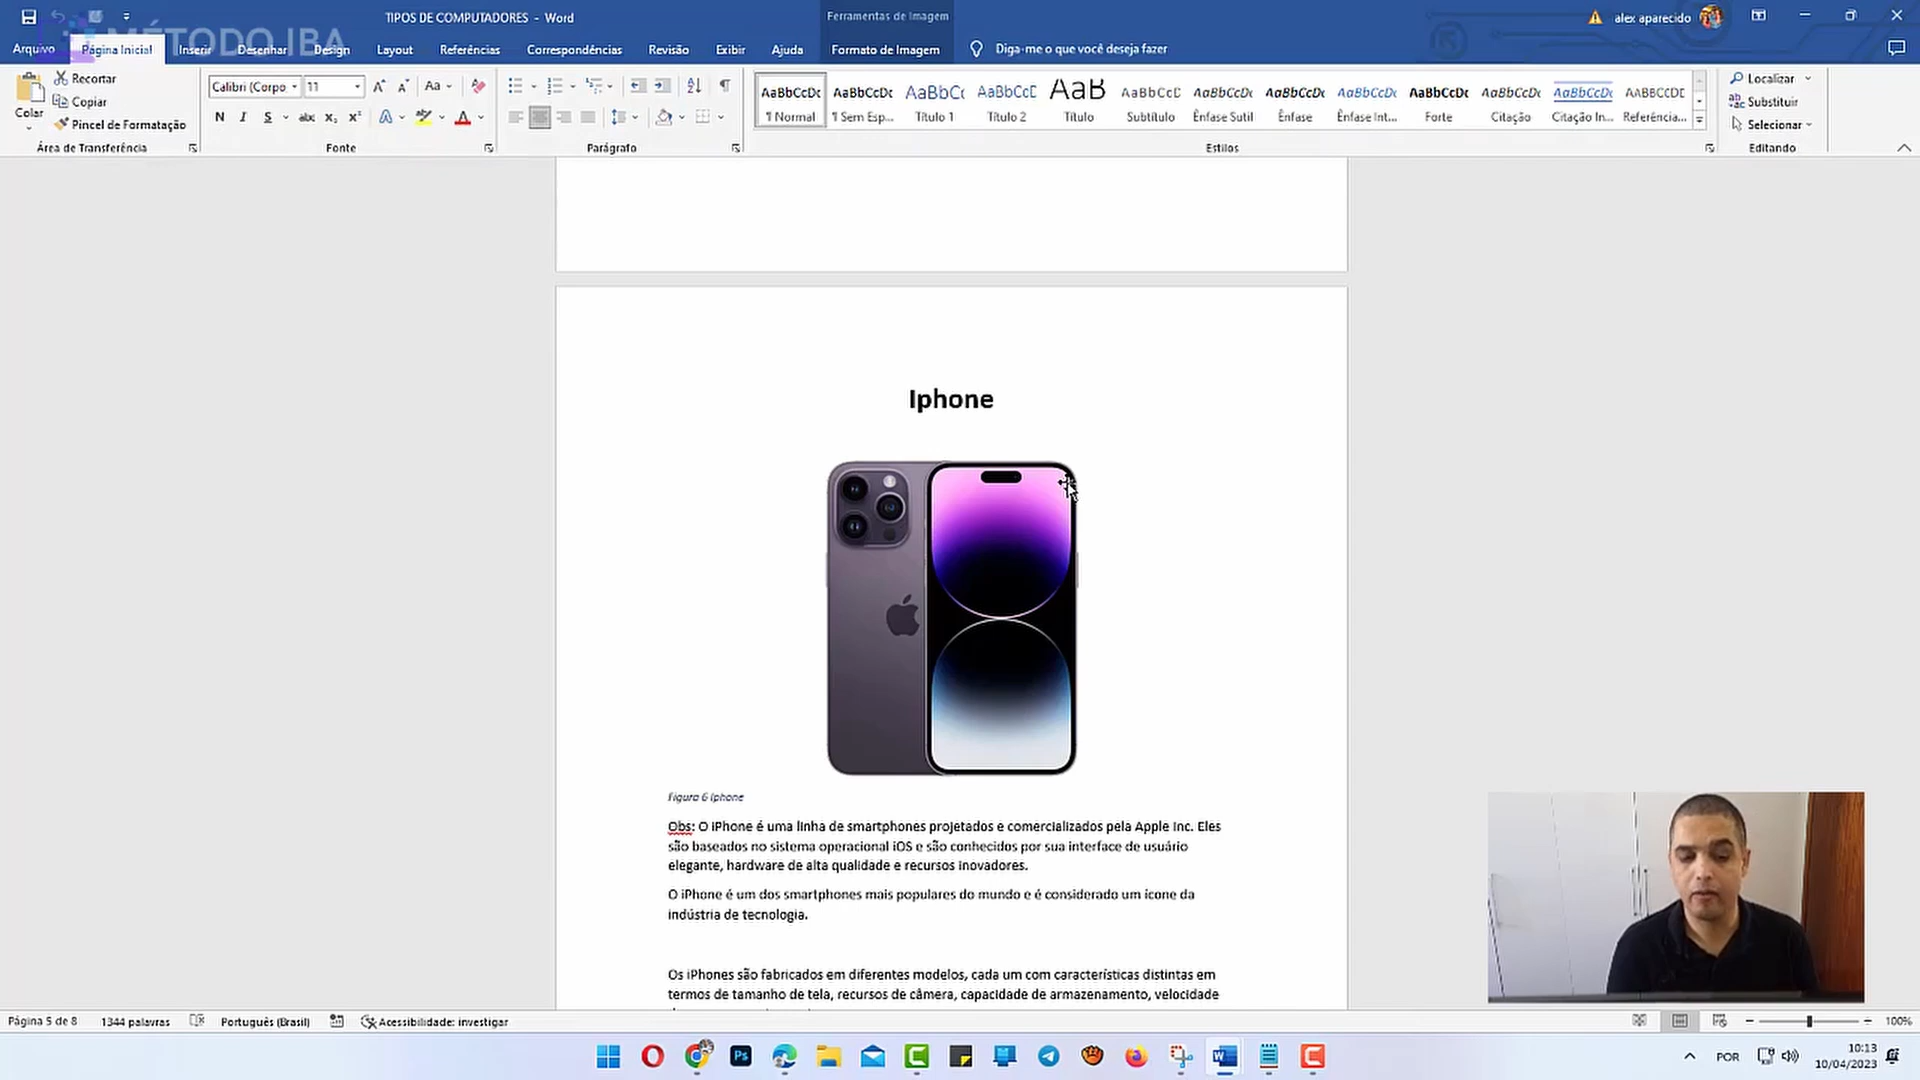 TIPOS DE COMPUTADORES - Word
Ferramentas de Imagem
alex aparecido
MÉTODO IBA
Arquivo
Página Inicial
Inserir
Desenhar
Design
Layout
Referências
Correspondências
Revisão
Exibir
Ajuda
Formato de Imagem
Diga-me o que você deseja fazer
Colar
Recortar
Copiar
Pincel de Formatação
Área de Transferência
Calibri (Corpo
11
Fonte
Parágrafo
AaBbCcDc
¶ Normal
AaBbCcDc
¶ Sem Esp...
AaBbC
Título 1
AaBbCcE
Título 2
AaB
Título
AaBbCcD
Subtítulo
AaBbCcDc
Ênfase Sutil
AaBbCcDc
Ênfase
AaBbCcDc
Ênfase Int...
AaBbCcDc
Forte
AaBbCcDc
Citação
AaBbCcDc
Citação In...
AABBCCDE
Referência...
Estilos
Localizar
Substituir
Selecionar
Editando
Iphone
Figura 6 Iphone
Obs: O iPhone é uma linha de smartphones projetados e comercializados pela Apple Inc. Eles
são baseados no sistema operacional iOS e são conhecidos por sua interface de usuário
elegante, hardware de alta qualidade e recursos inovadores.
O iPhone é um dos smartphones mais populares do mundo e é considerado um ícone da
indústria de tecnologia.
Os iPhones são fabricados em diferentes modelos, cada um com características distintas em
termos de tamanho de tela, recursos de câmera, capacidade de armazenamento, velocidade
Página 5 de 8
1344 palavras
Português (Brasil)
Acessibilidade: investigar
100%
POR
10:13
10/04/2023